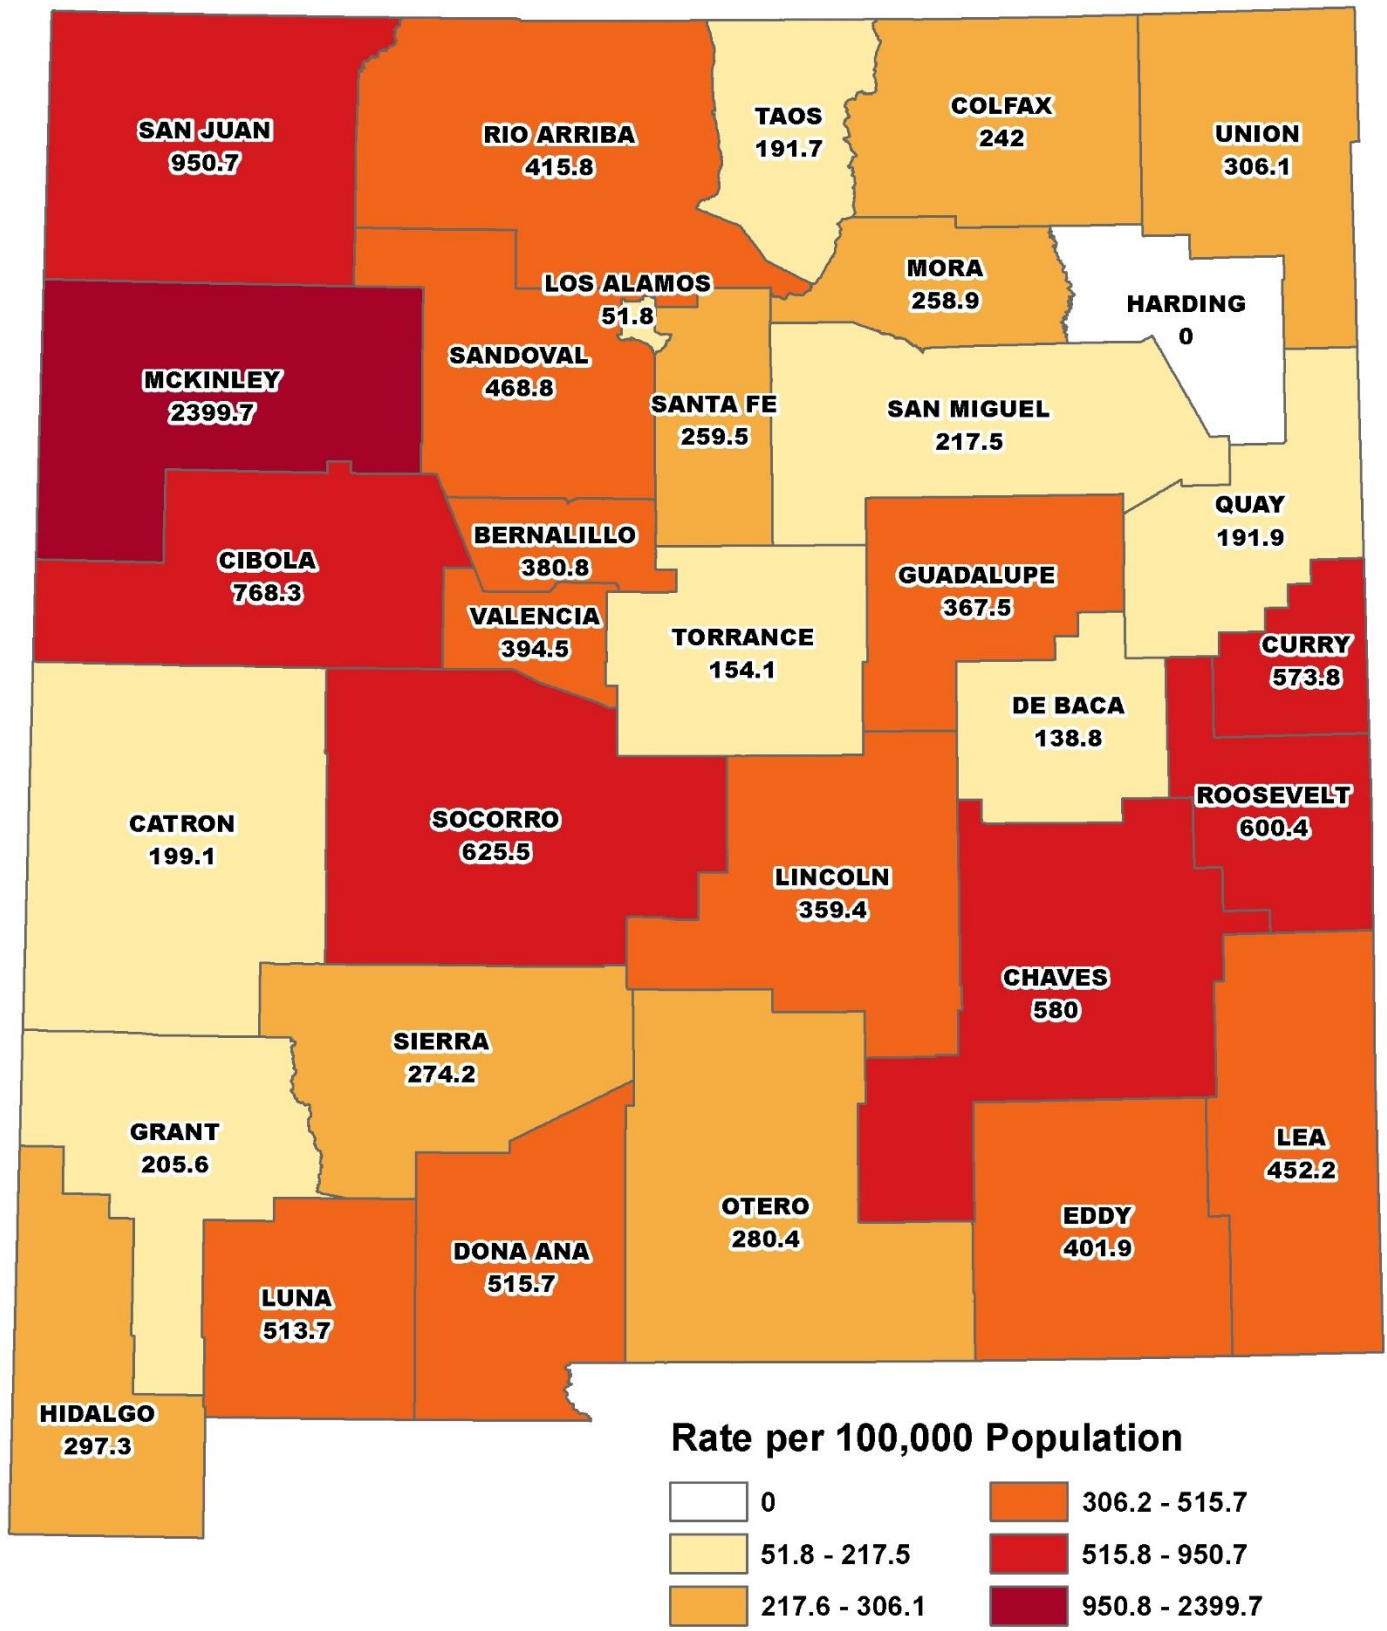 SAN JUAN
950.7
RIO ARRIBA
415.8
TAOS
191.7
COLFAX
242
UNION
306.1
LOS ALAMOS
51.8
MORA
258.9
HARDING
0
MCKINLEY
2399.7
SANDOVAL
468.8
SANTA FE
259.5
SAN MIGUEL
217.5
QUAY
191.9
CIBOLA
768.3
BERNALILLO
380.8
VALENCIA
394.5
TORRANCE
154.1
GUADALUPE
367.5
CURRY
573.8
DE BACA
138.8
CATRON
199.1
SOCORRO
625.5
LINCOLN
359.4
ROOSEVELT
600.4
CHAVES
580
SIERRA
274.2
GRANT
205.6
OTERO
280.4
EDDY
401.9
LEA
452.2
LUNA
513.7
DONA ANA
515.7
HIDALGO
297.3
Rate per 100,000 Population
0
51.8 - 217.5
217.6 - 306.1
306.2 - 515.7
515.8 - 950.7
950.8 - 2399.7